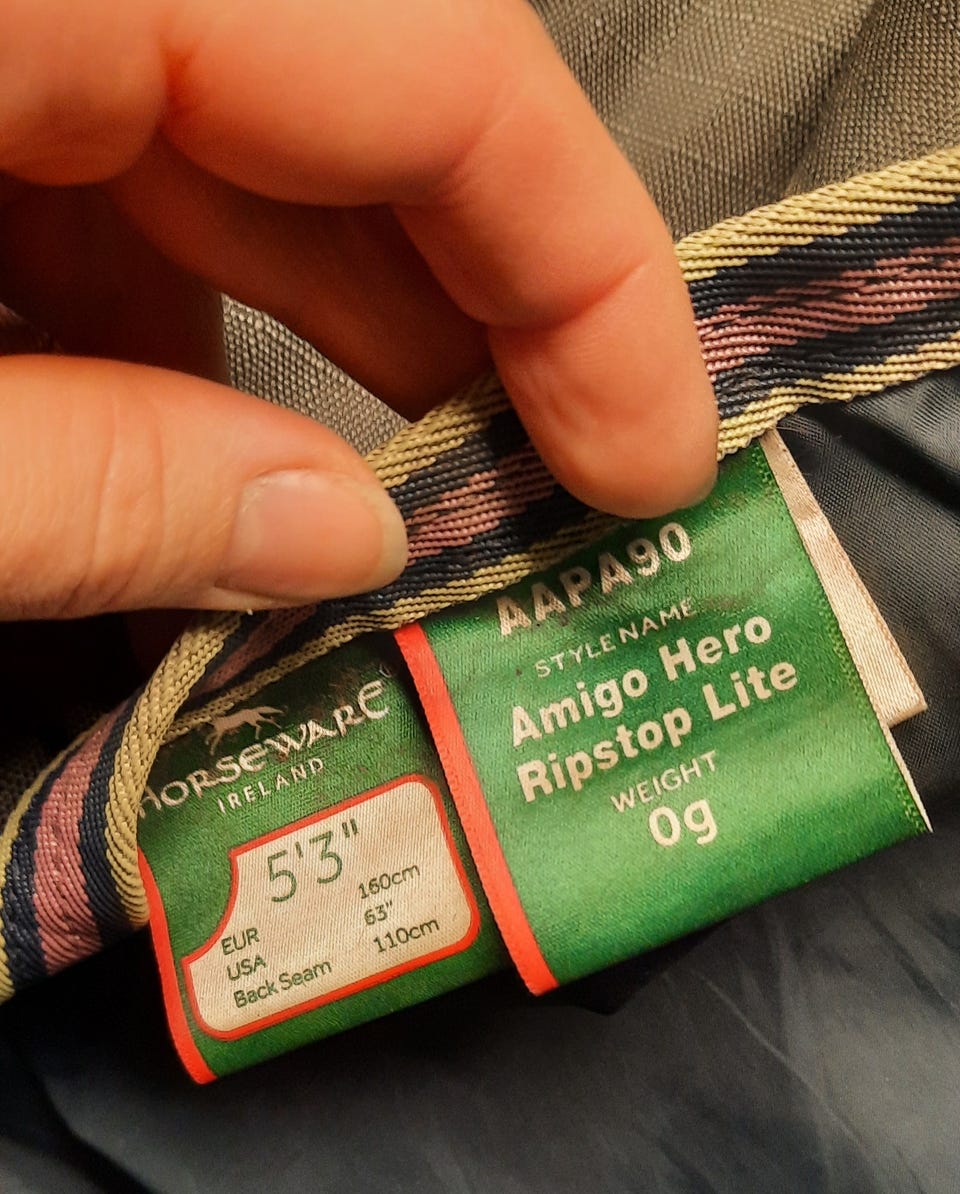 HORSEWARE®
IRELAND
5'3"
EUR 160cm
USA 63"
Back Seam 110cm
AAPA90
STYLE NAME
Amigo Hero
Ripstop Lite
WEIGHT
0g